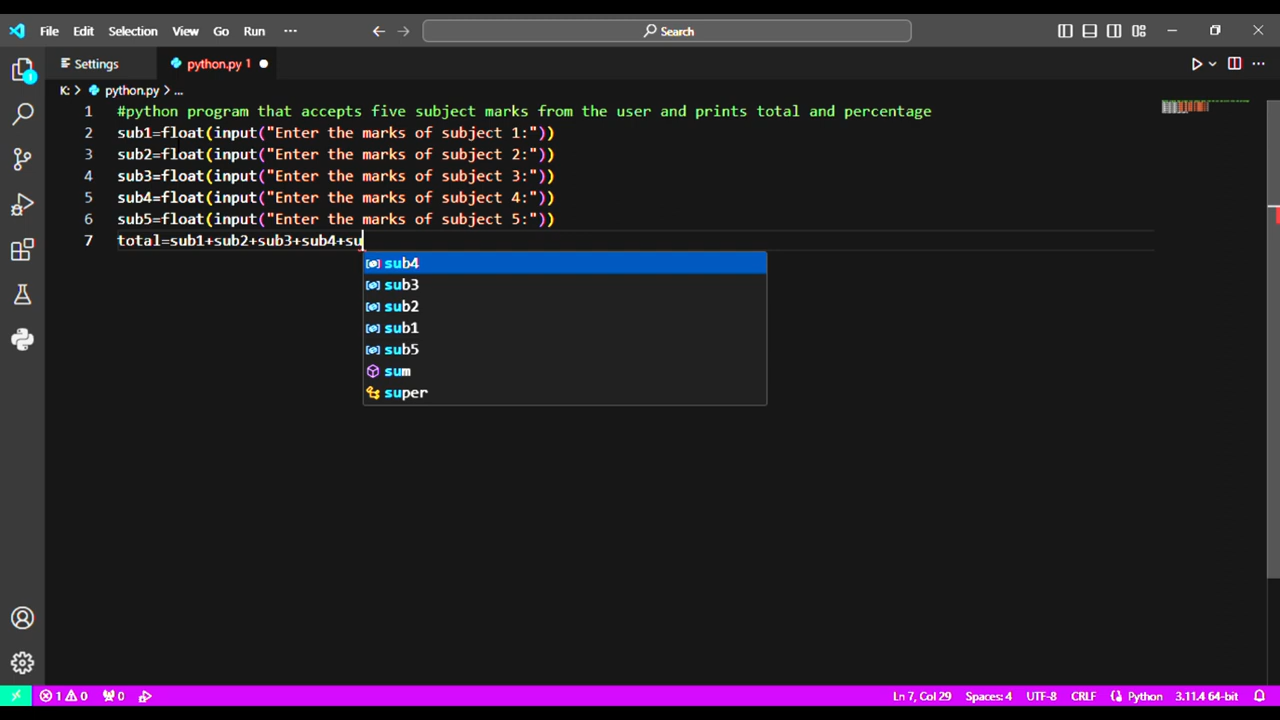 File Edit Selection View Go Run ··· Search
Settings python.py 1
K: > python.py > ...
1 #python program that accepts five subject marks from the user and prints total and percentage
2 sub1=float(input("Enter the marks of subject 1:"))
3 sub2=float(input("Enter the marks of subject 2:"))
4 sub3=float(input("Enter the marks of subject 3:"))
5 sub4=float(input("Enter the marks of subject 4:"))
6 sub5=float(input("Enter the marks of subject 5:"))
7 total=sub1+sub2+sub3+sub4+su
sub4
sub3
sub2
sub1
sub5
sum
super
1 0 0 Ln 7, Col 29 Spaces: 4 UTF-8 CRLF Python 3.11.4 64-bit